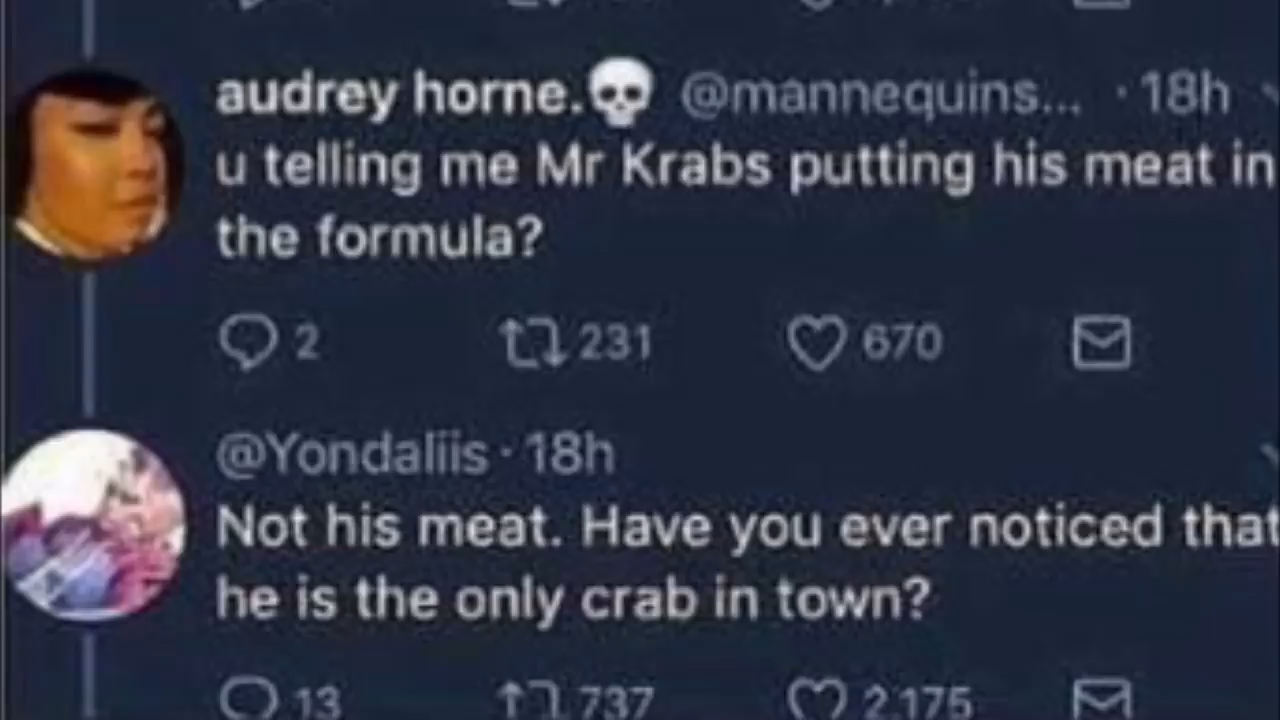 audrey horne.💀 @mannequins... · 18h
u telling me Mr Krabs putting his meat in
the formula?
2 231 670
@Yondaliis · 18h
Not his meat. Have you ever noticed that
he is the only crab in town?
13 737 2,175